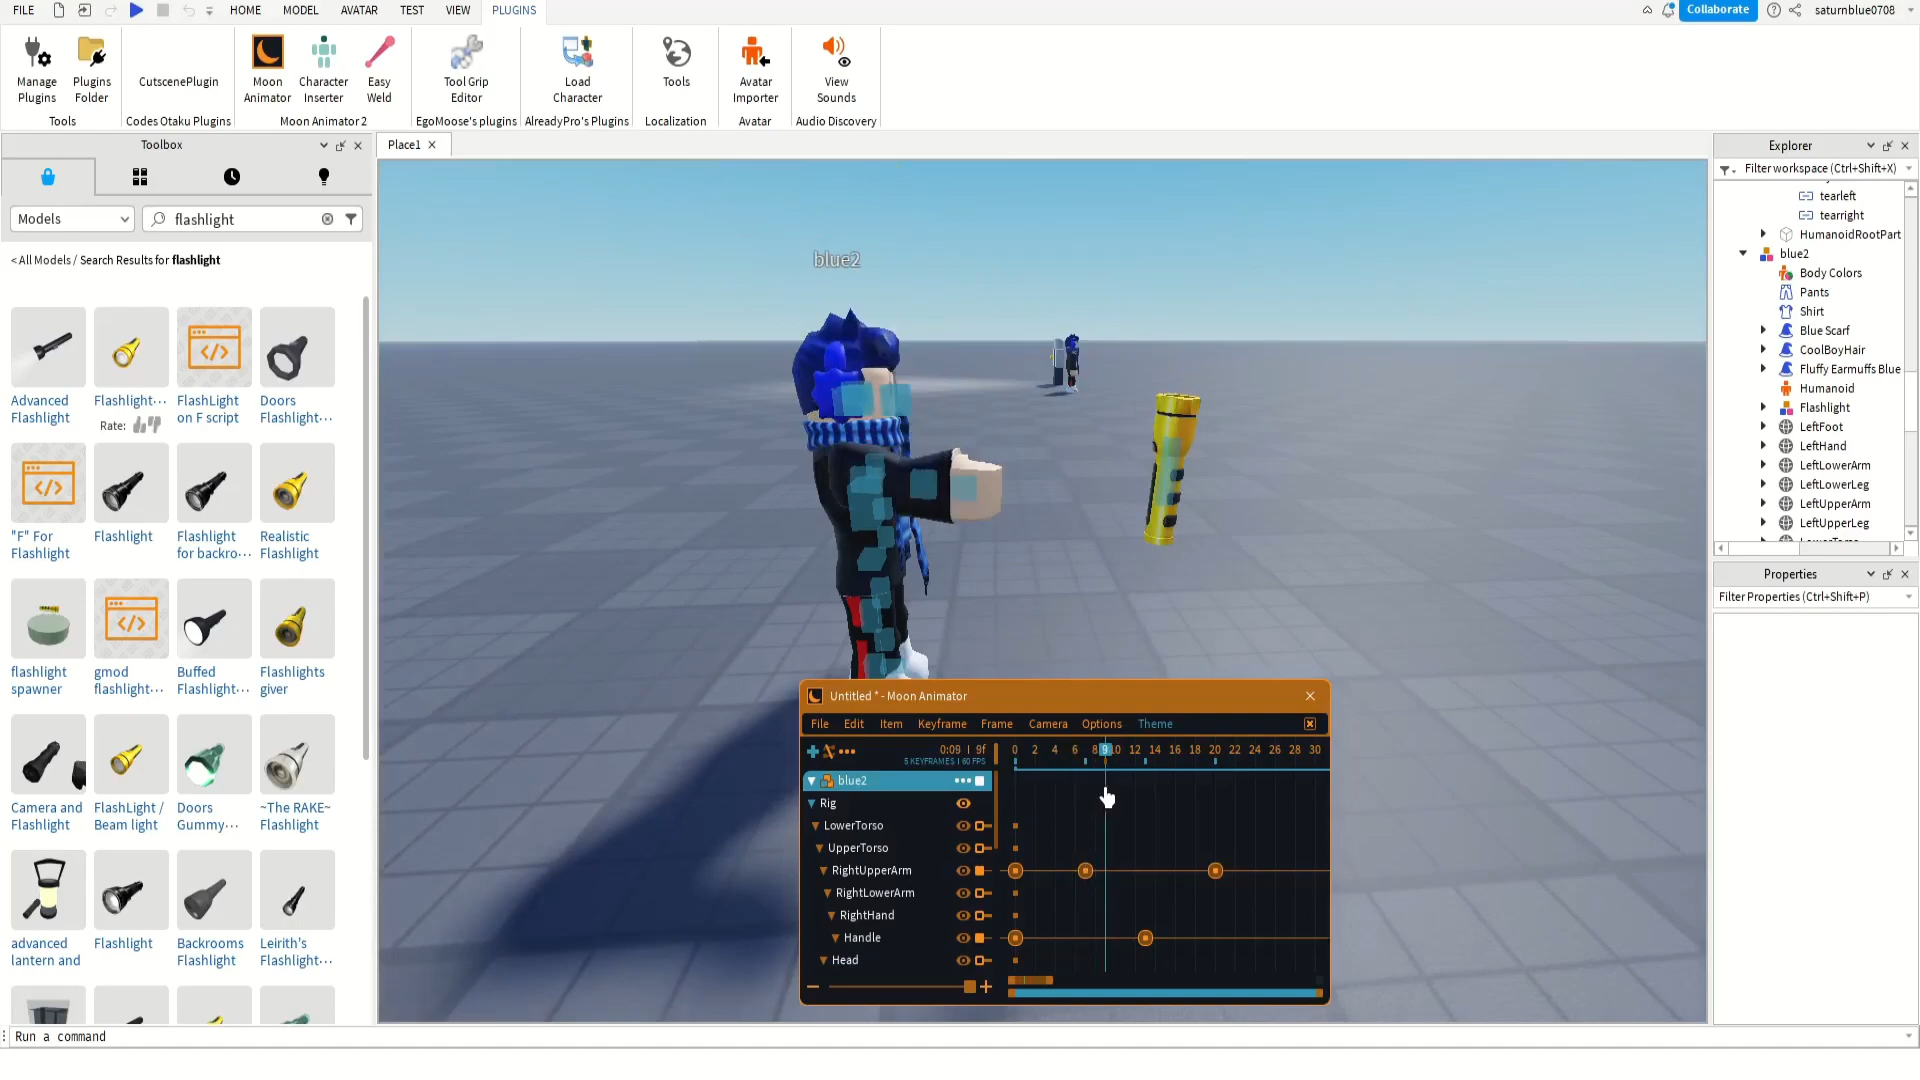 FILE HOME MODEL AVATAR TEST VIEW PLUGINS Collaborate saturnblue0708
Manage Plugins
Plugins Folder
CutscenePlugin
Moon Animator
Character Inserter
Easy Weld
Tool Grip Editor
Load Character
Tools
Avatar Importer
View Sounds
Tools Codes Otaku Plugins Moon Animator 2 EgoMoose's plugins AlreadyPro's Plugins Localization Avatar Audio Discovery
Toolbox
Models flashlight
< All Models / Search Results for flashlight
Advanced Flashlight
Flashlight...
Rate:
FlashLight on F script
Doors Flashlight...
"F" For Flashlight
Flashlight
Flashlight for backro...
Realistic Flashlight
flashlight spawner
gmod flashlight...
Buffed Flashlight...
Flashlights giver
Camera and Flashlight
FlashLight / Beam light
Doors Gummy...
~The RAKE~ Flashlight
advanced lantern and
Flashlight
Backrooms Flashlight
Leirith's Flashlight...
Run a command
Place1
blue2
Untitled * - Moon Animator
File Edit Item Keyframe Frame Camera Options Theme
0:09 | 9f
5 KEYFRAMES | 60 FPS
0 2 4 6 8 9 10 12 14 16 18 20 22 24 26 28 30
blue2
Rig
LowerTorso
UpperTorso
RightUpperArm
RightLowerArm
RightHand
Handle
Head
Explorer
Filter workspace (Ctrl+Shift+X)
tearleft
tearright
HumanoidRootPart
blue2
Body Colors
Pants
Shirt
Blue Scarf
CoolBoyHair
Fluffy Earmuffs Blue
Humanoid
Flashlight
LeftFoot
LeftHand
LeftLowerArm
LeftLowerLeg
LeftUpperArm
LeftUpperLeg
Properties
Filter Properties (Ctrl+Shift+P)